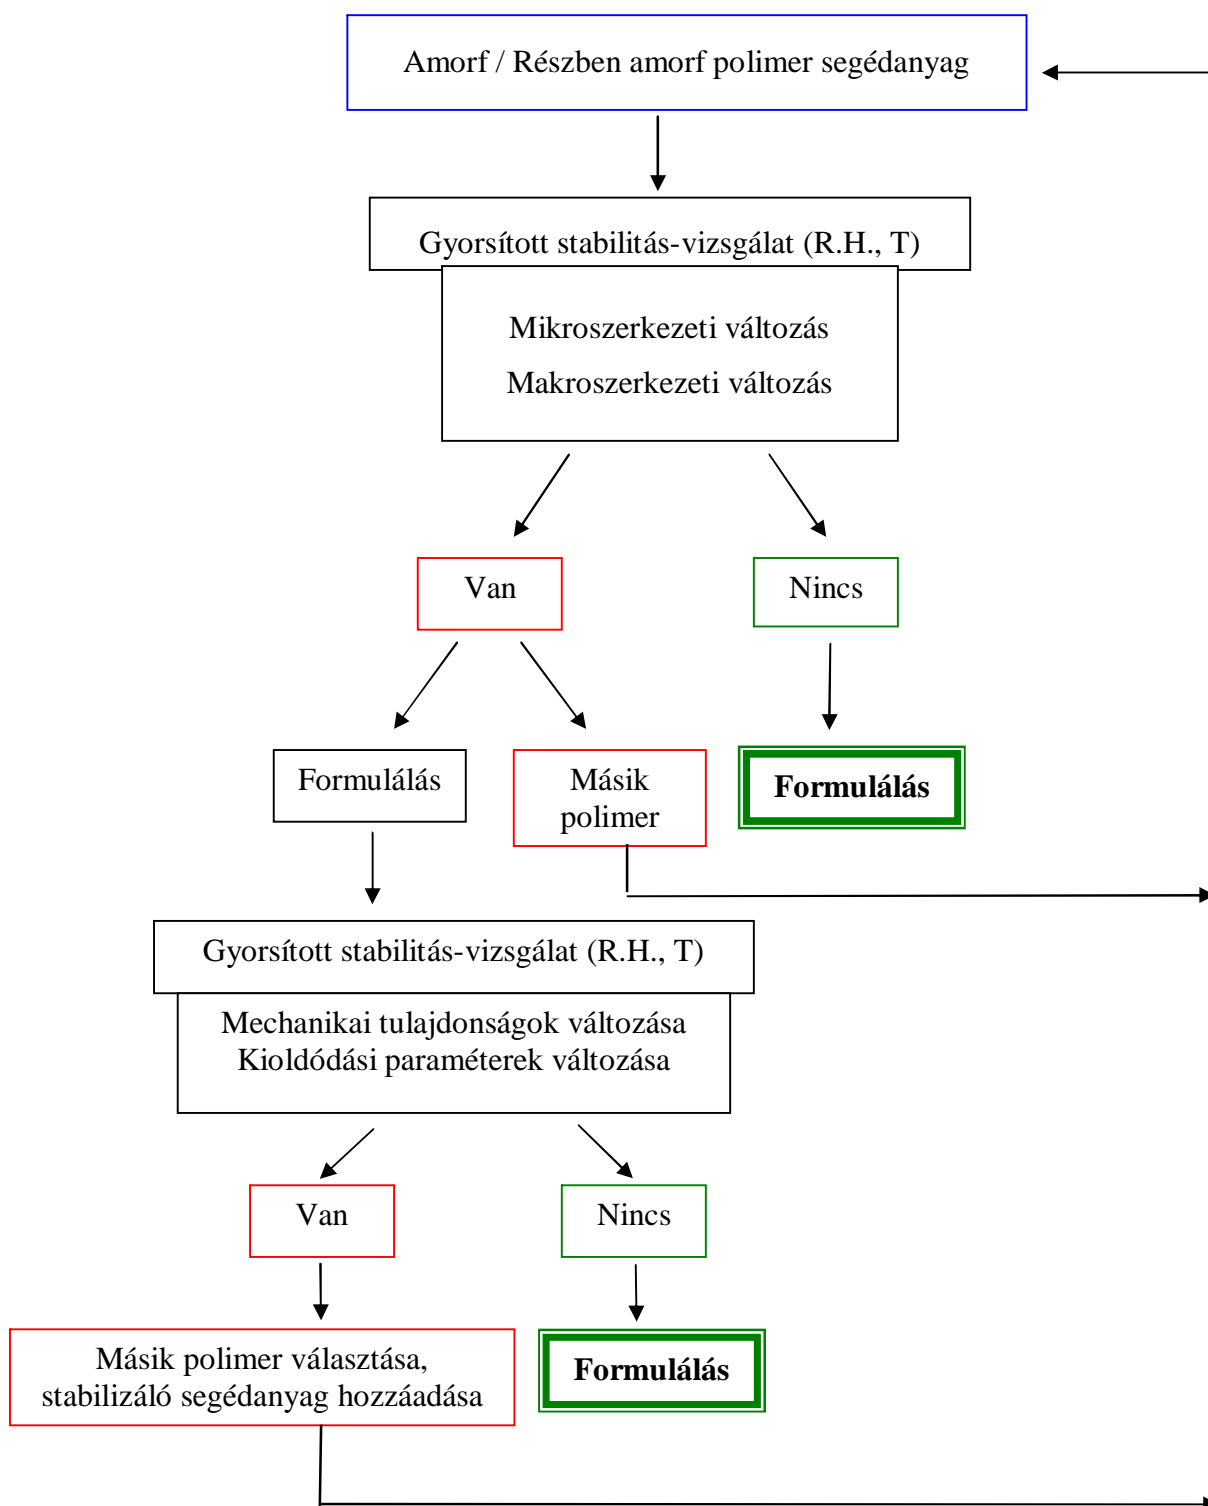 Amorf / Részben amorf polimer segédanyag
Gyorsított stabilitás-vizsgálat (R.H., T)
Mikroszerkezeti változás
Makroszerkezeti változás
Van
Nincs
Formulálás
Másik
polimer
Formulálás
Gyorsított stabilitás-vizsgálat (R.H., T)
Mechanikai tulajdonságok változása
Kioldódási paraméterek változása
Van
Nincs
Másik polimer választása,
stabilizáló segédanyag hozzáadása
Formulálás